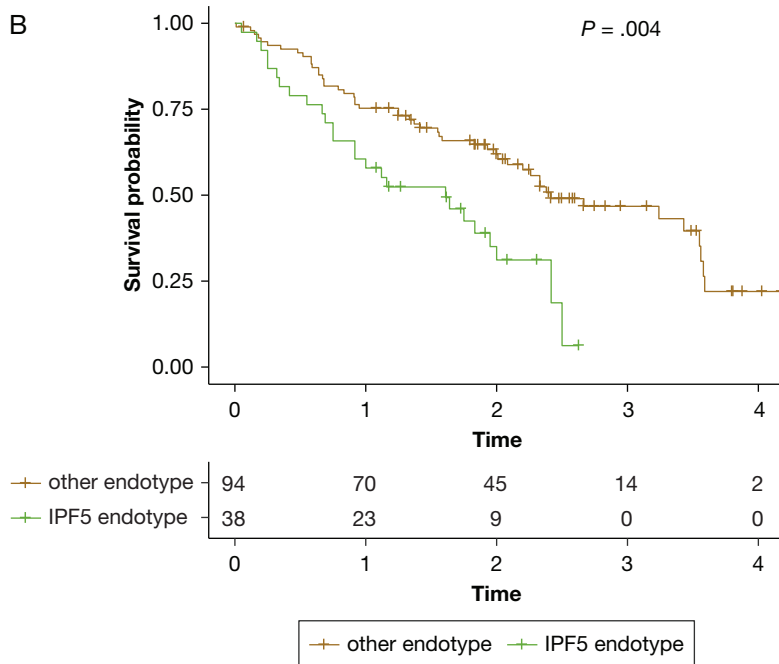 B
P = .004
Survival probability
1.00
0.75
0.50
0.25
0.00
0 1 2 3 4
Time
other endotype 94 70 45 14 2
IPF5 endotype 38 23 9 0 0
0 1 2 3 4
Time
other endotype IPF5 endotype